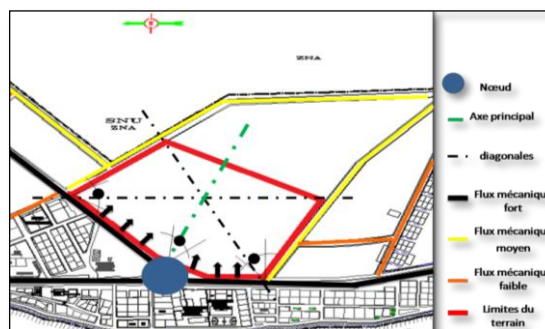 ZNA
SNU
ZNA
Nœud
Axe principal
diagonales
Flux mécanique
fort
Flux mécanique
moyen
Flux mécanique
faible
Limites du
terrain